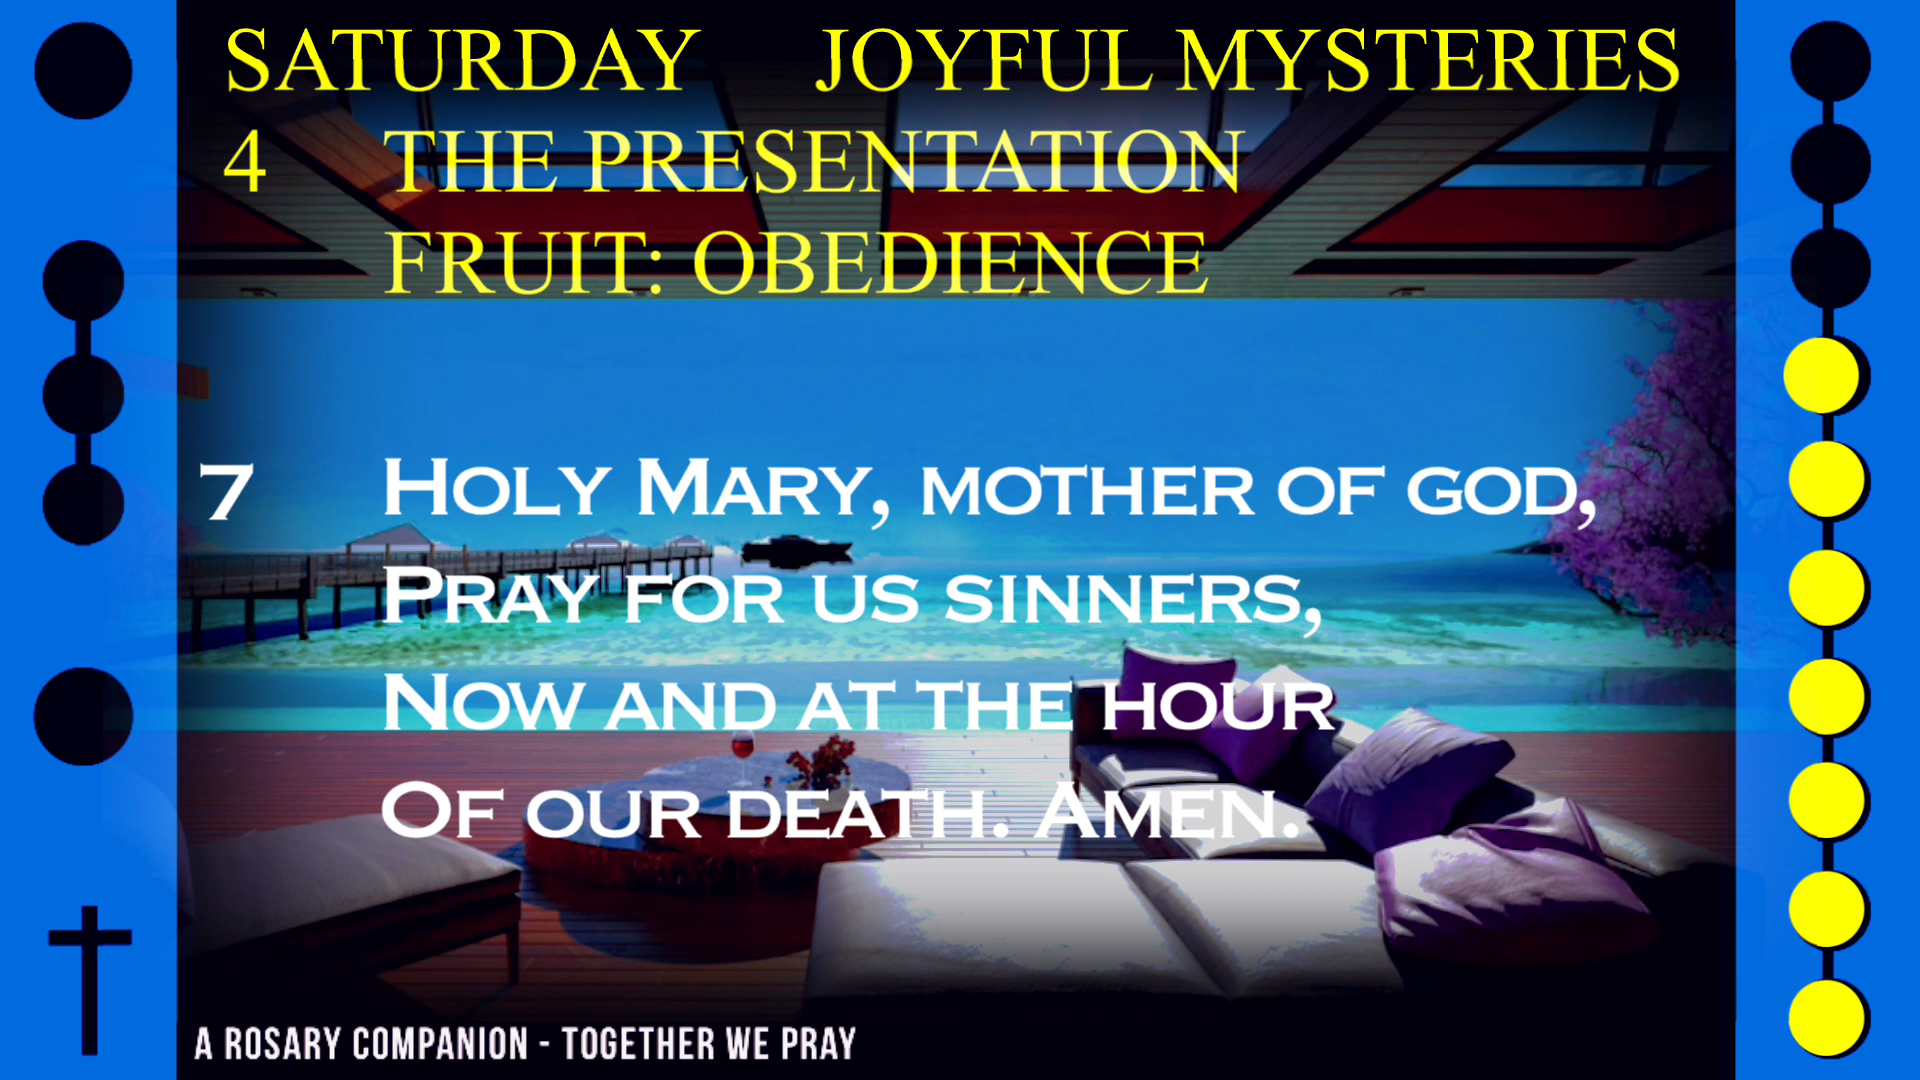 SATURDAY JOYFUL MYSTERIES
4 THE PRESENTATION
FRUIT: OBEDIENCE
7 HOLY MARY, MOTHER OF GOD,
PRAY FOR US SINNERS,
NOW AND AT THE HOUR
OF OUR DEATH. AMEN.
A ROSARY COMPANION - TOGETHER WE PRAY